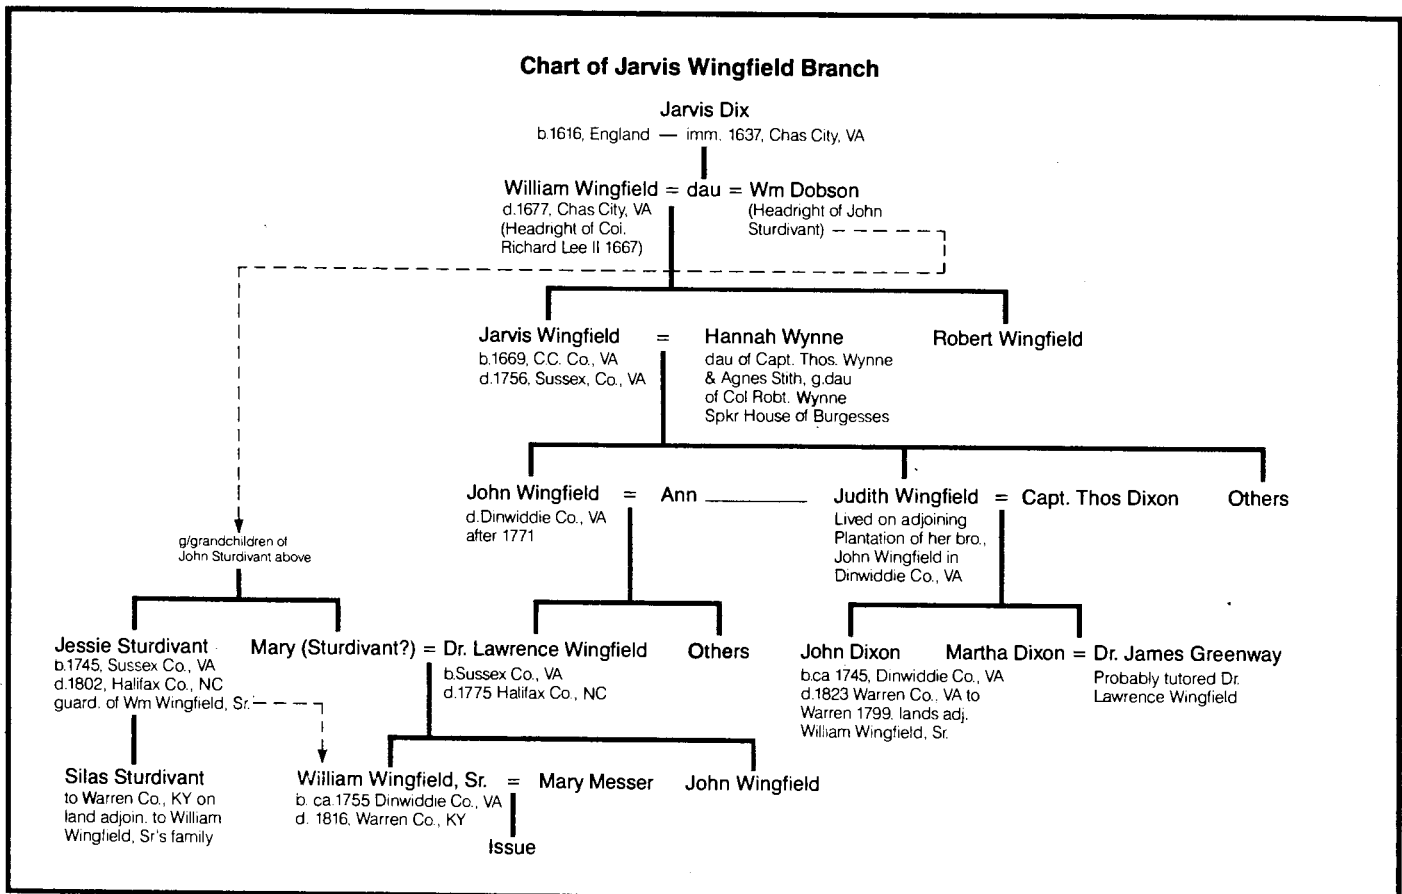 Chart of Jarvis Wingfield Branch
Jarvis Dix
b.1616, England — imm. 1637, Chas City, VA
William Wingfield = dau = Wm Dobson
d.1677, Chas City, VA
(Headright of Col.
Richard Lee II 1667)
(Headright of John
Sturdivant)
Jarvis Wingfield =
b.1669, C.C. Co., VA
d.1756, Sussex, Co., VA
Hannah Wynne
dau of Capt. Thos. Wynne
& Agnes Stith, g.dau
of Col Robt. Wynne
Spkr House of Burgesses
Robert Wingfield
John Wingfield = Ann ________
d.Dinwiddie Co., VA
after 1771
Judith Wingfield = Capt. Thos Dixon
Lived on adjoining
Plantation of her bro.,
John Wingfield in
Dinwiddie Co., VA
Others
g/grandchildren of
John Sturdivant above
Jessie Sturdivant
b.1745, Sussex Co., VA
d.1802, Halifax Co., NC
guard. of Wm Wingfield, Sr.
Mary (Sturdivant?) = Dr. Lawrence Wingfield
b.Sussex Co., VA
d.1775 Halifax Co., NC
Others
John Dixon
b.ca 1745, Dinwiddie Co., VA
d.1823 Warren Co., VA to
Warren 1799, lands adj.
William Wingfield, Sr.
Martha Dixon = Dr. James Greenway
Probably tutored Dr.
Lawrence Wingfield
Silas Sturdivant
to Warren Co., KY on
land adjoin. to William
Wingfield, Sr's family
William Wingfield, Sr. = Mary Messer
b. ca.1755 Dinwiddie Co., VA
d. 1816, Warren Co., KY
John Wingfield
Issue